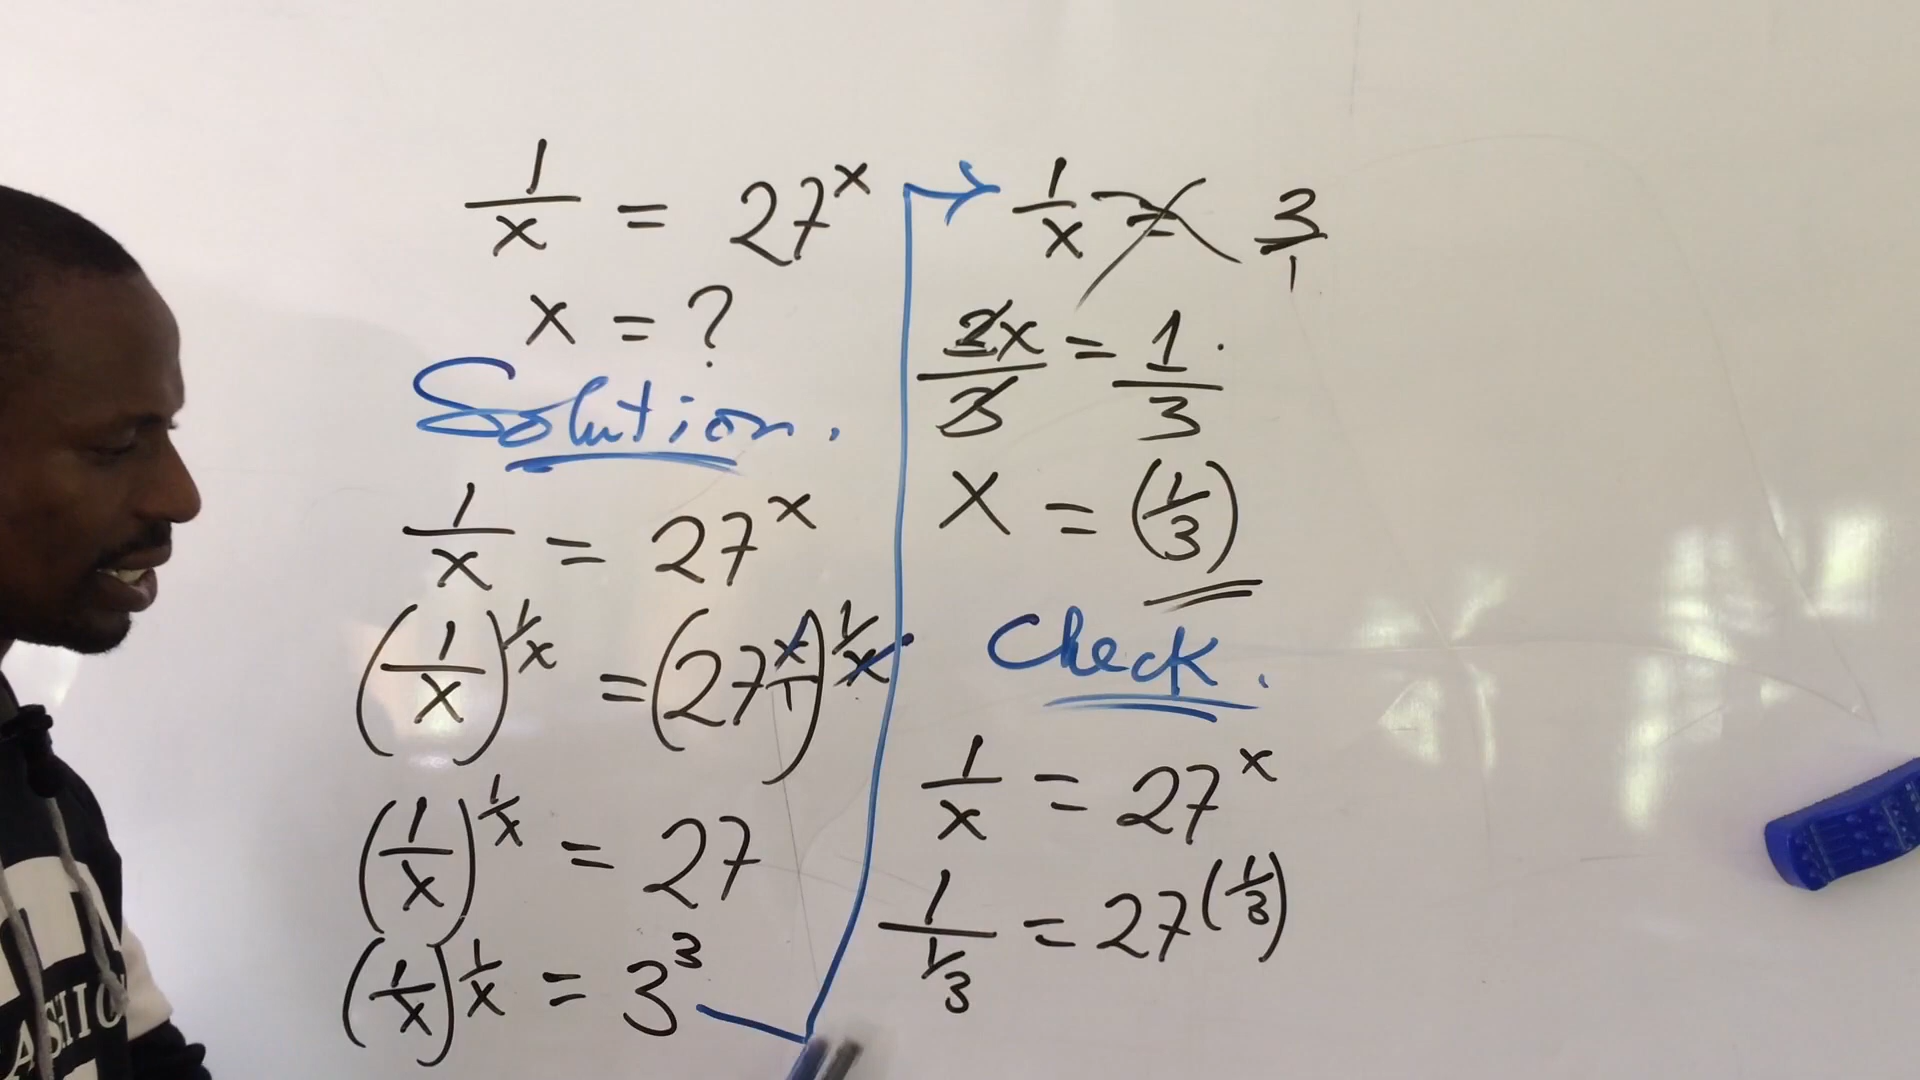 1/x = 27^x
x = ?
Solution.
1/x = 27^x
(1/x)^(1/x) = (27^(x/1))^(1/x)
(1/x)^(1/x) = 27
(1/x)^(1/x) = 3^3
1/x = 3/1
3x/3 = 1/3
x = (1/3)
Check.
1/x = 27^x
1/(1/3) = 27^(1/3)